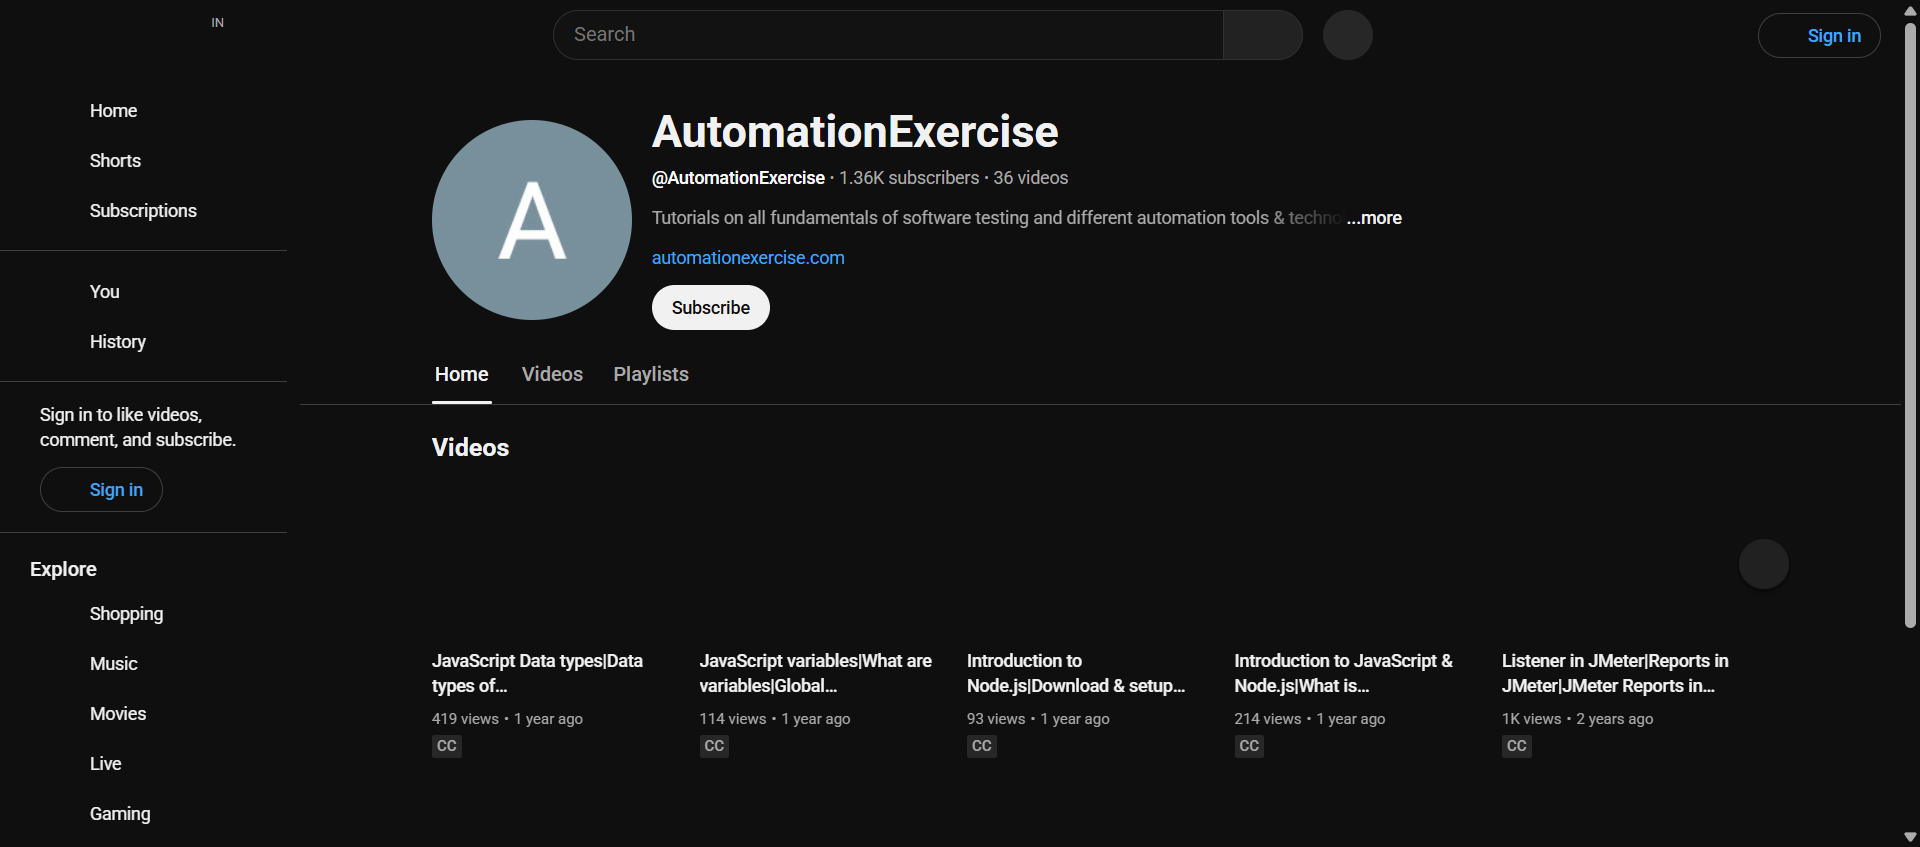 IN
Search
Sign in
Home
Shorts
Subscriptions
You
History
Sign in to like videos,
comment, and subscribe.
Sign in
Explore
Shopping
Music
Movies
Live
Gaming
A
AutomationExercise
@AutomationExercise · 1.36K subscribers · 36 videos
Tutorials on all fundamentals of software testing and different automation tools & techno ...more
automationexercise.com
Subscribe
Home Videos Playlists
Videos
JavaScript Data types|Data
types of...
419 views • 1 year ago
CC
JavaScript variables|What are
variables|Global...
114 views • 1 year ago
CC
Introduction to
Node.js|Download & setup...
93 views • 1 year ago
CC
Introduction to JavaScript &
Node.js|What is...
214 views • 1 year ago
CC
Listener in JMeter|Reports in
JMeter|JMeter Reports in...
1K views • 2 years ago
CC